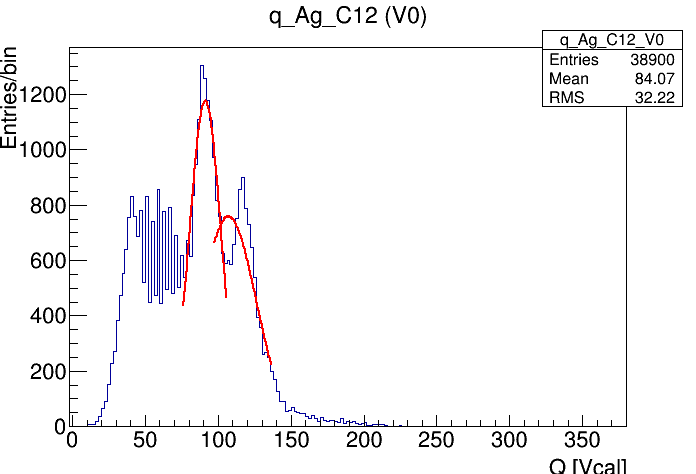 q_Ag_C12 (V0)
q_Ag_C12_V0
Entries 38900
Mean 84.07
RMS 32.22
Entries/bin
1200
1000
800
600
400
200
0
0 50 100 150 200 250 300 350
Q [Vcal]